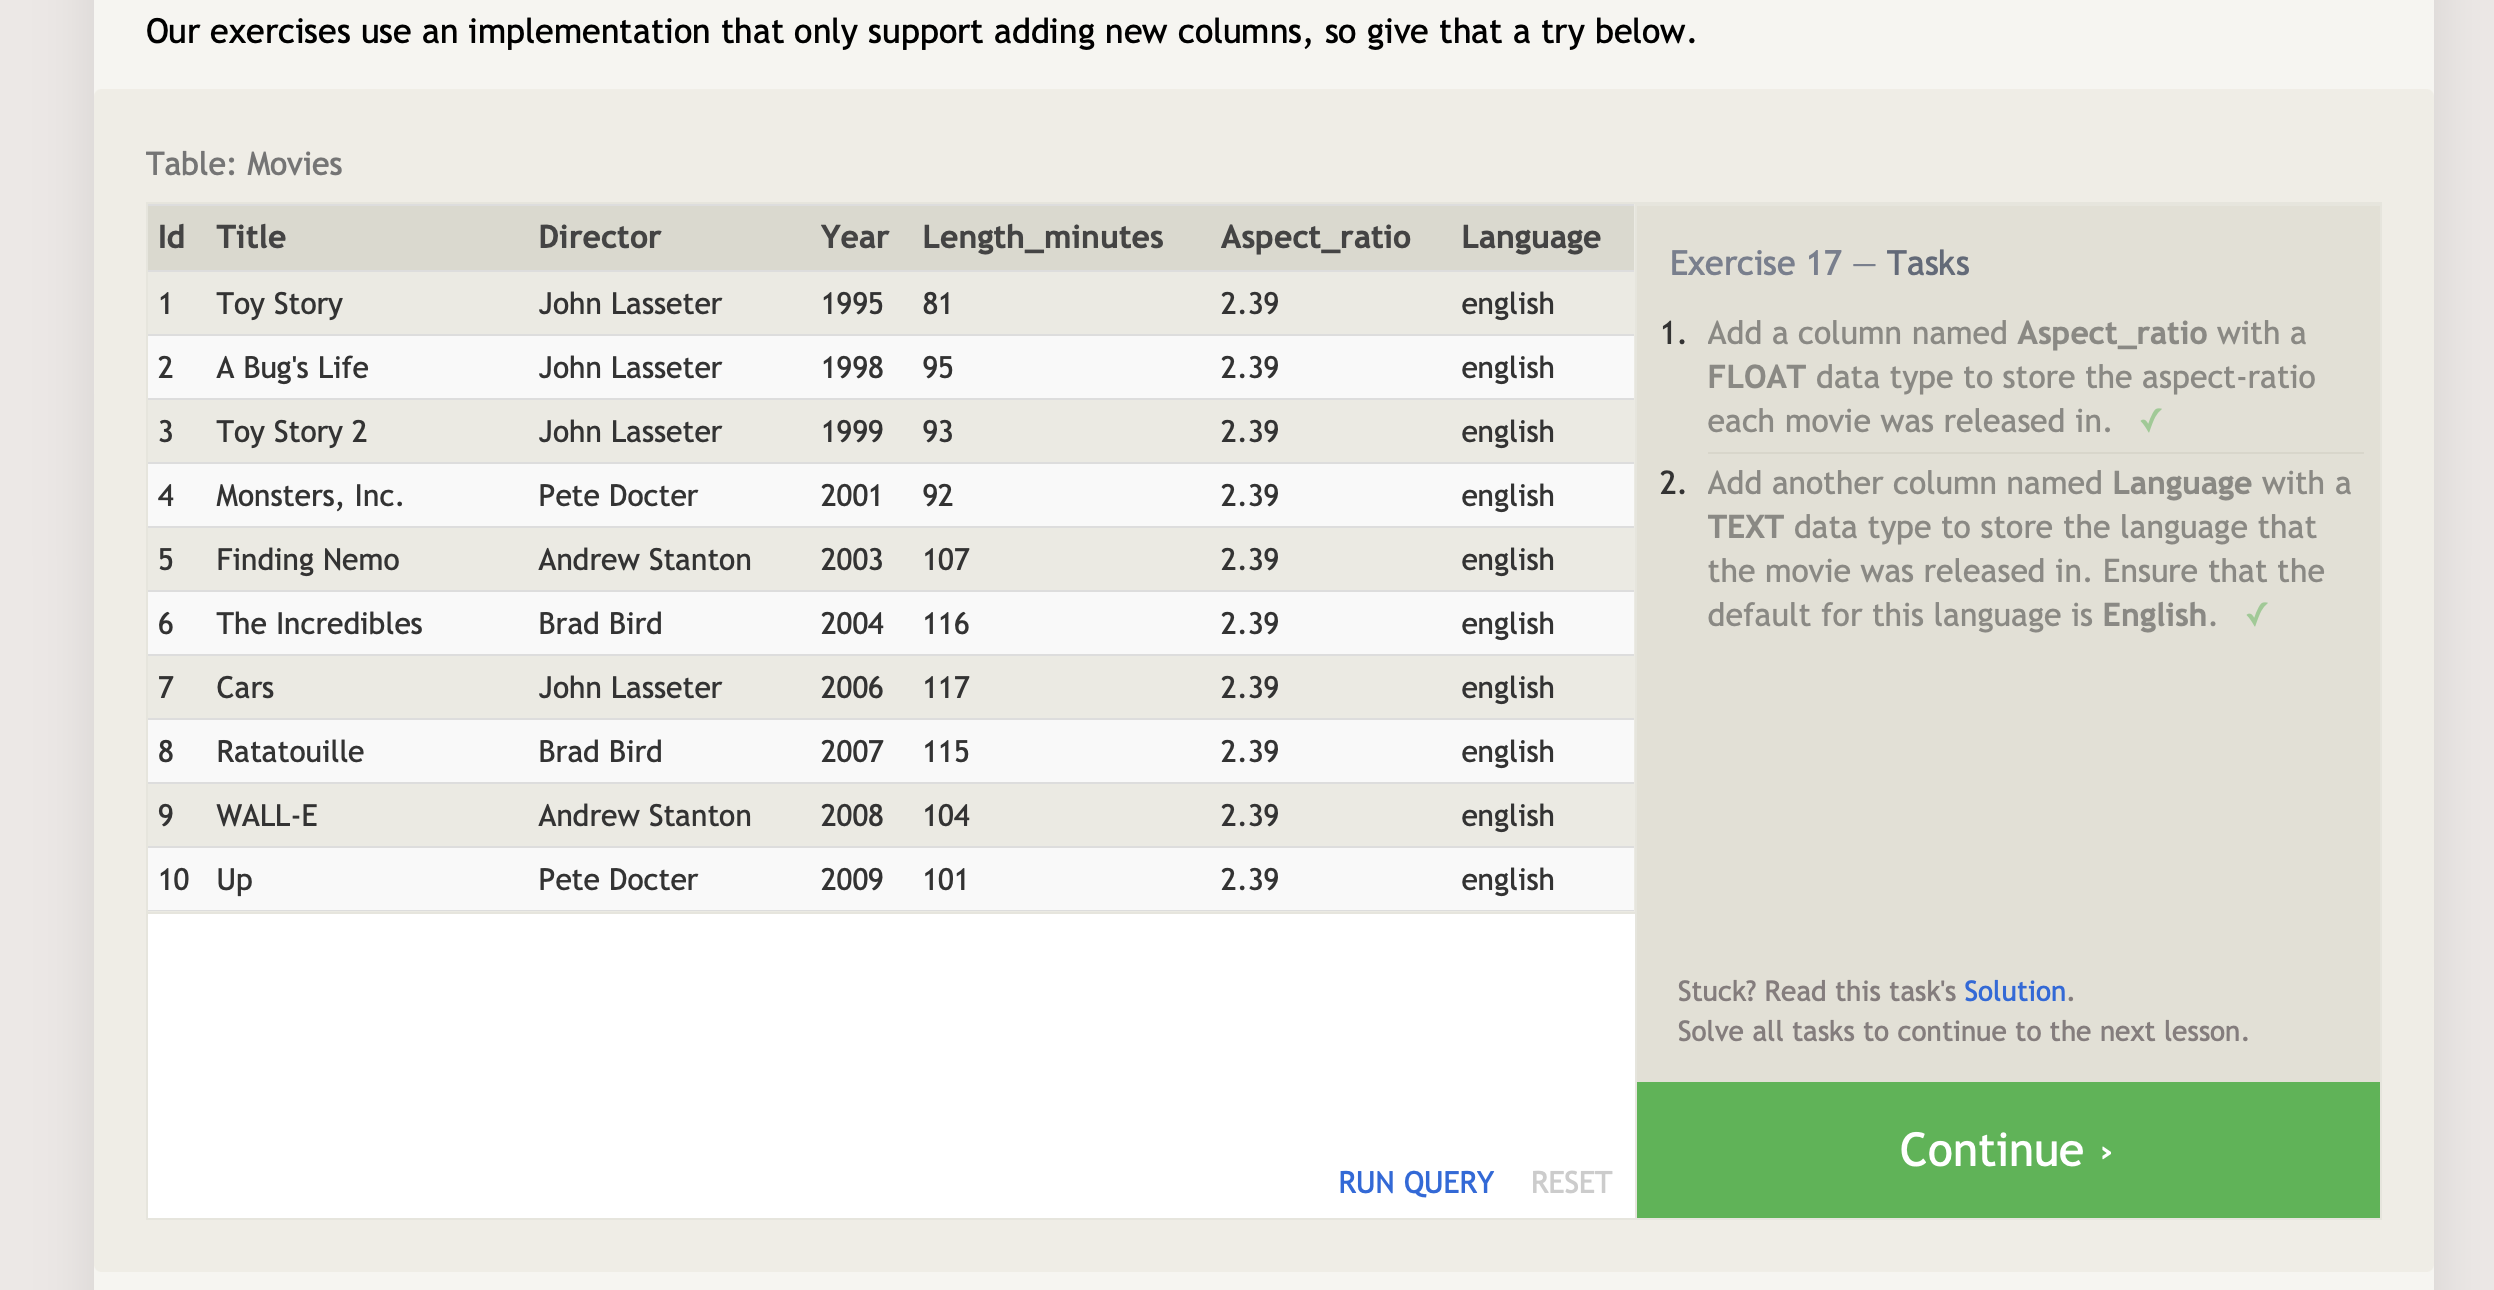 Our exercises use an implementation that only support adding new columns, so give that a try below.
Table: Movies
Id Title Director Year Length_minutes Aspect_ratio Language
1 Toy Story John Lasseter 1995 81 2.39 english
2 A Bug's Life John Lasseter 1998 95 2.39 english
3 Toy Story 2 John Lasseter 1999 93 2.39 english
4 Monsters, Inc. Pete Docter 2001 92 2.39 english
5 Finding Nemo Andrew Stanton 2003 107 2.39 english
6 The Incredibles Brad Bird 2004 116 2.39 english
7 Cars John Lasseter 2006 117 2.39 english
8 Ratatouille Brad Bird 2007 115 2.39 english
9 WALL-E Andrew Stanton 2008 104 2.39 english
10 Up Pete Docter 2009 101 2.39 english
RUN QUERY RESET
Exercise 17 — Tasks
1. Add a column named Aspect_ratio with a
FLOAT data type to store the aspect-ratio
each movie was released in. ✓
2. Add another column named Language with a
TEXT data type to store the language that
the movie was released in. Ensure that the
default for this language is English. ✓
Stuck? Read this task's Solution.
Solve all tasks to continue to the next lesson.
Continue ›